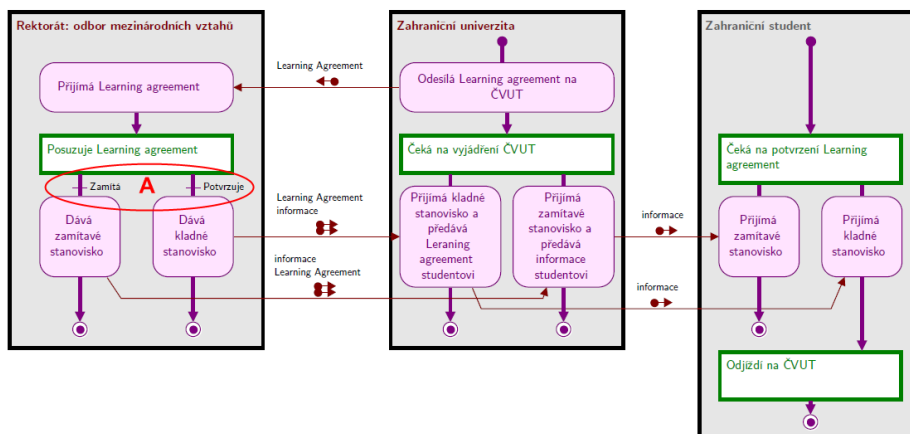 Rektorát: odbor mezinárodních vztahů
Přijímá Learning agreement
Posuzuje Learning agreement
Zamítá
A
Potvrzuje
Dává
zamítavé
stanovisko
Dává
kladné
stanovisko
Learning Agreement
Learning Agreement
informace
informace
Learning Agreement
Zahraniční univerzita
Odesilá Learning agreement na
ČVUT
Čeká na vyjádření ČVUT
Přijímá kladné
stanovisko a
předává
Leraning
agreement
studentovi
Přijímá
zamítavé
stanovisko a
předává
informace
studentovi
informace
informace
Zahraniční student
Čeká na potvrzení Learning
agreement
Přijímá
zamítavé
stanovisko
Přijímá
kladné
stanovisko
Odjíždí na ČVUT